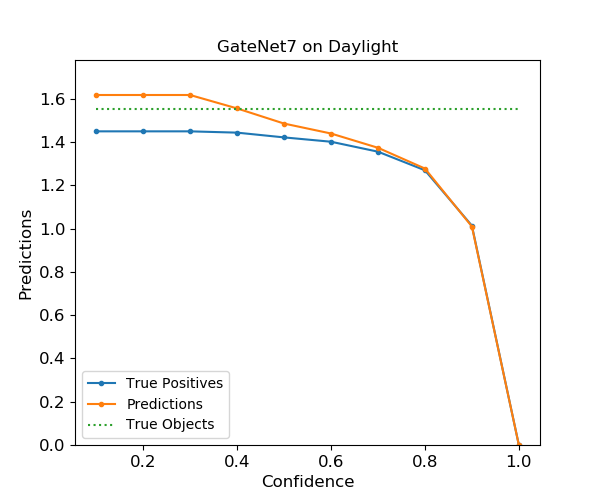 GateNet7 on Daylight
Predictions
1.6
1.4
1.2
1.0
0.8
0.6
0.4
0.2
0.0
True Positives
Predictions
True Objects
0.2 0.4 0.6 0.8 1.0
Confidence